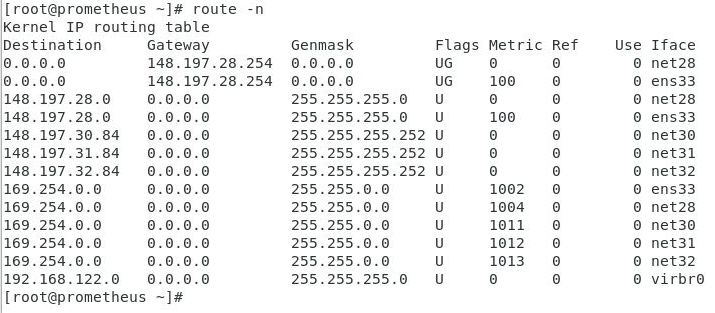 [root@prometheus ~]# route -n
Kernel IP routing table
Destination     Gateway         Genmask         Flags Metric Ref    Use Iface
0.0.0.0         148.197.28.254  0.0.0.0         UG    0      0        0 net28
0.0.0.0         148.197.28.254  0.0.0.0         UG    100    0        0 ens33
148.197.28.0    0.0.0.0         255.255.255.0   U     0      0        0 net28
148.197.28.0    0.0.0.0         255.255.255.0   U     100    0        0 ens33
148.197.30.84   0.0.0.0         255.255.255.252 U     0      0        0 net30
148.197.31.84   0.0.0.0         255.255.255.252 U     0      0        0 net31
148.197.32.84   0.0.0.0         255.255.255.252 U     0      0        0 net32
169.254.0.0     0.0.0.0         255.255.0.0     U     1002   0        0 ens33
169.254.0.0     0.0.0.0         255.255.0.0     U     1004   0        0 net28
169.254.0.0     0.0.0.0         255.255.0.0     U     1011   0        0 net30
169.254.0.0     0.0.0.0         255.255.0.0     U     1012   0        0 net31
169.254.0.0     0.0.0.0         255.255.0.0     U     1013   0        0 net32
192.168.122.0   0.0.0.0         255.255.255.0   U     0      0        0 virbr0
[root@prometheus ~]#